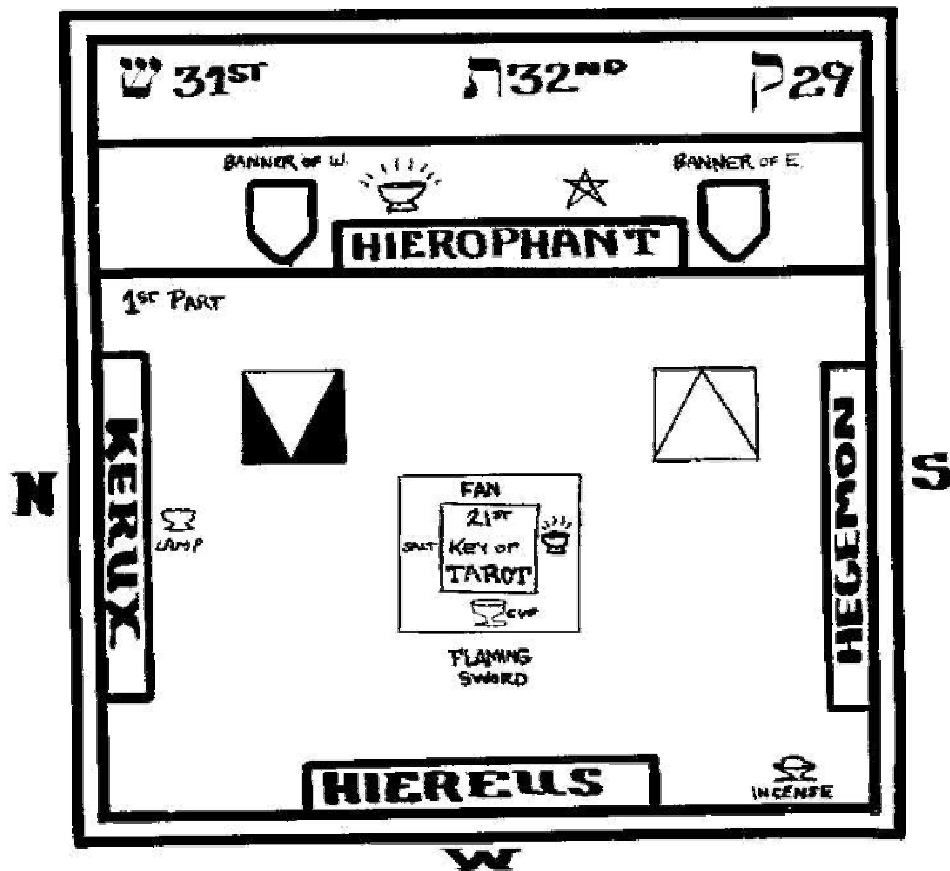 ש 31ST ת 32ND ק 29
BANNER OF W. BANNER OF E.
HIEROPHANT
1ST PART
KERUX
HEGEMON
N
S
LAMP
FAN
21ST
SALT KEY OF
TAROT
CUP
FLAMING
SWORD
HIEREUS
INCENSE
W